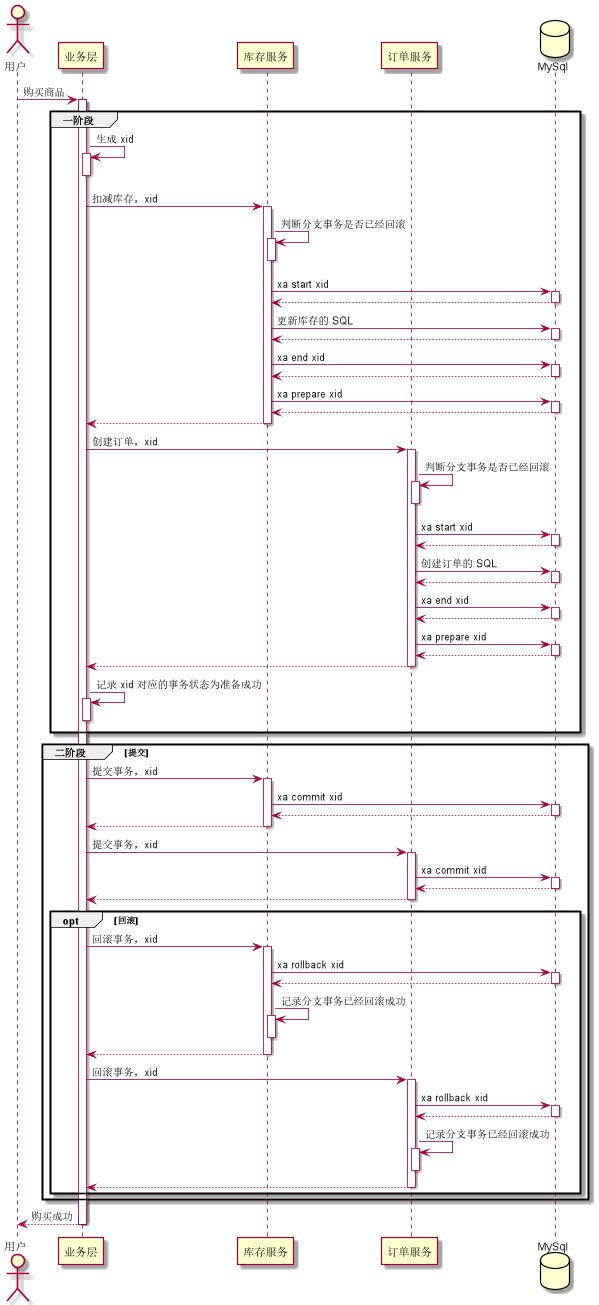 用户
业务层
库存服务
订单服务
MySql
购买商品
一阶段
生成 xid
扣减库存，xid
判断分支事务是否已经回滚
xa start xid
更新库存的 SQL
xa end xid
xa prepare xid
创建订单，xid
判断分支事务是否已经回滚
xa start xid
创建订单的 SQL
xa end xid
xa prepare xid
记录 xid 对应的事务状态为准备成功
二阶段 [提交]
提交事务，xid
xa commit xid
提交事务，xid
xa commit xid
opt [回滚]
回滚事务，xid
xa rollback xid
记录分支事务已经回滚成功
回滚事务，xid
xa rollback xid
记录分支事务已经回滚成功
购买成功
用户
业务层
库存服务
订单服务
MySql